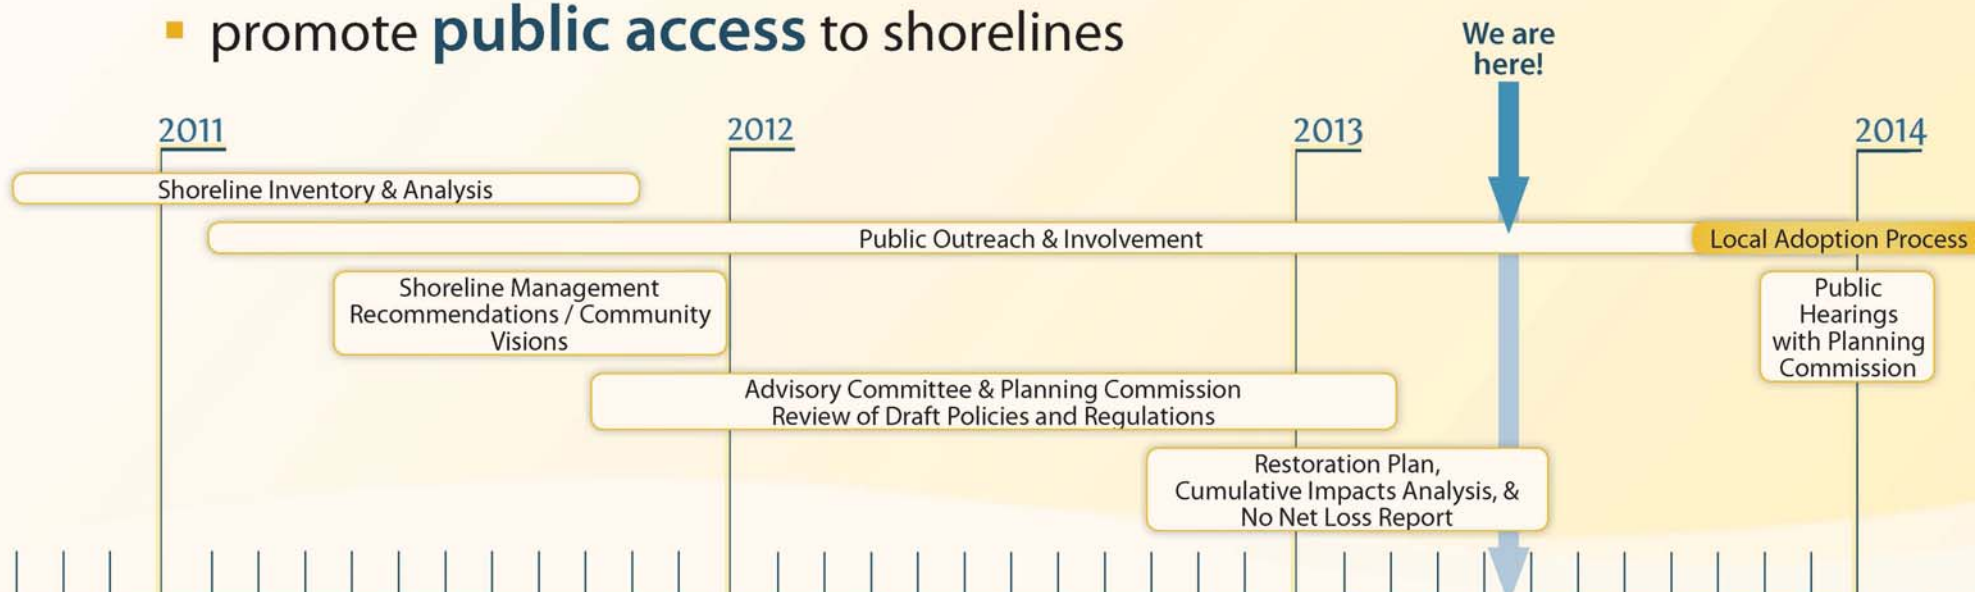 ▪ promote public access to shorelines
We are
here!
2011
2012
2013
2014
Shoreline Inventory & Analysis
Public Outreach & Involvement
Local Adoption Process
Shoreline Management
Recommendations / Community
Visions
Public
Hearings
with Planning
Commission
Advisory Committee & Planning Commission
Review of Draft Policies and Regulations
Restoration Plan,
Cumulative Impacts Analysis, &
No Net Loss Report